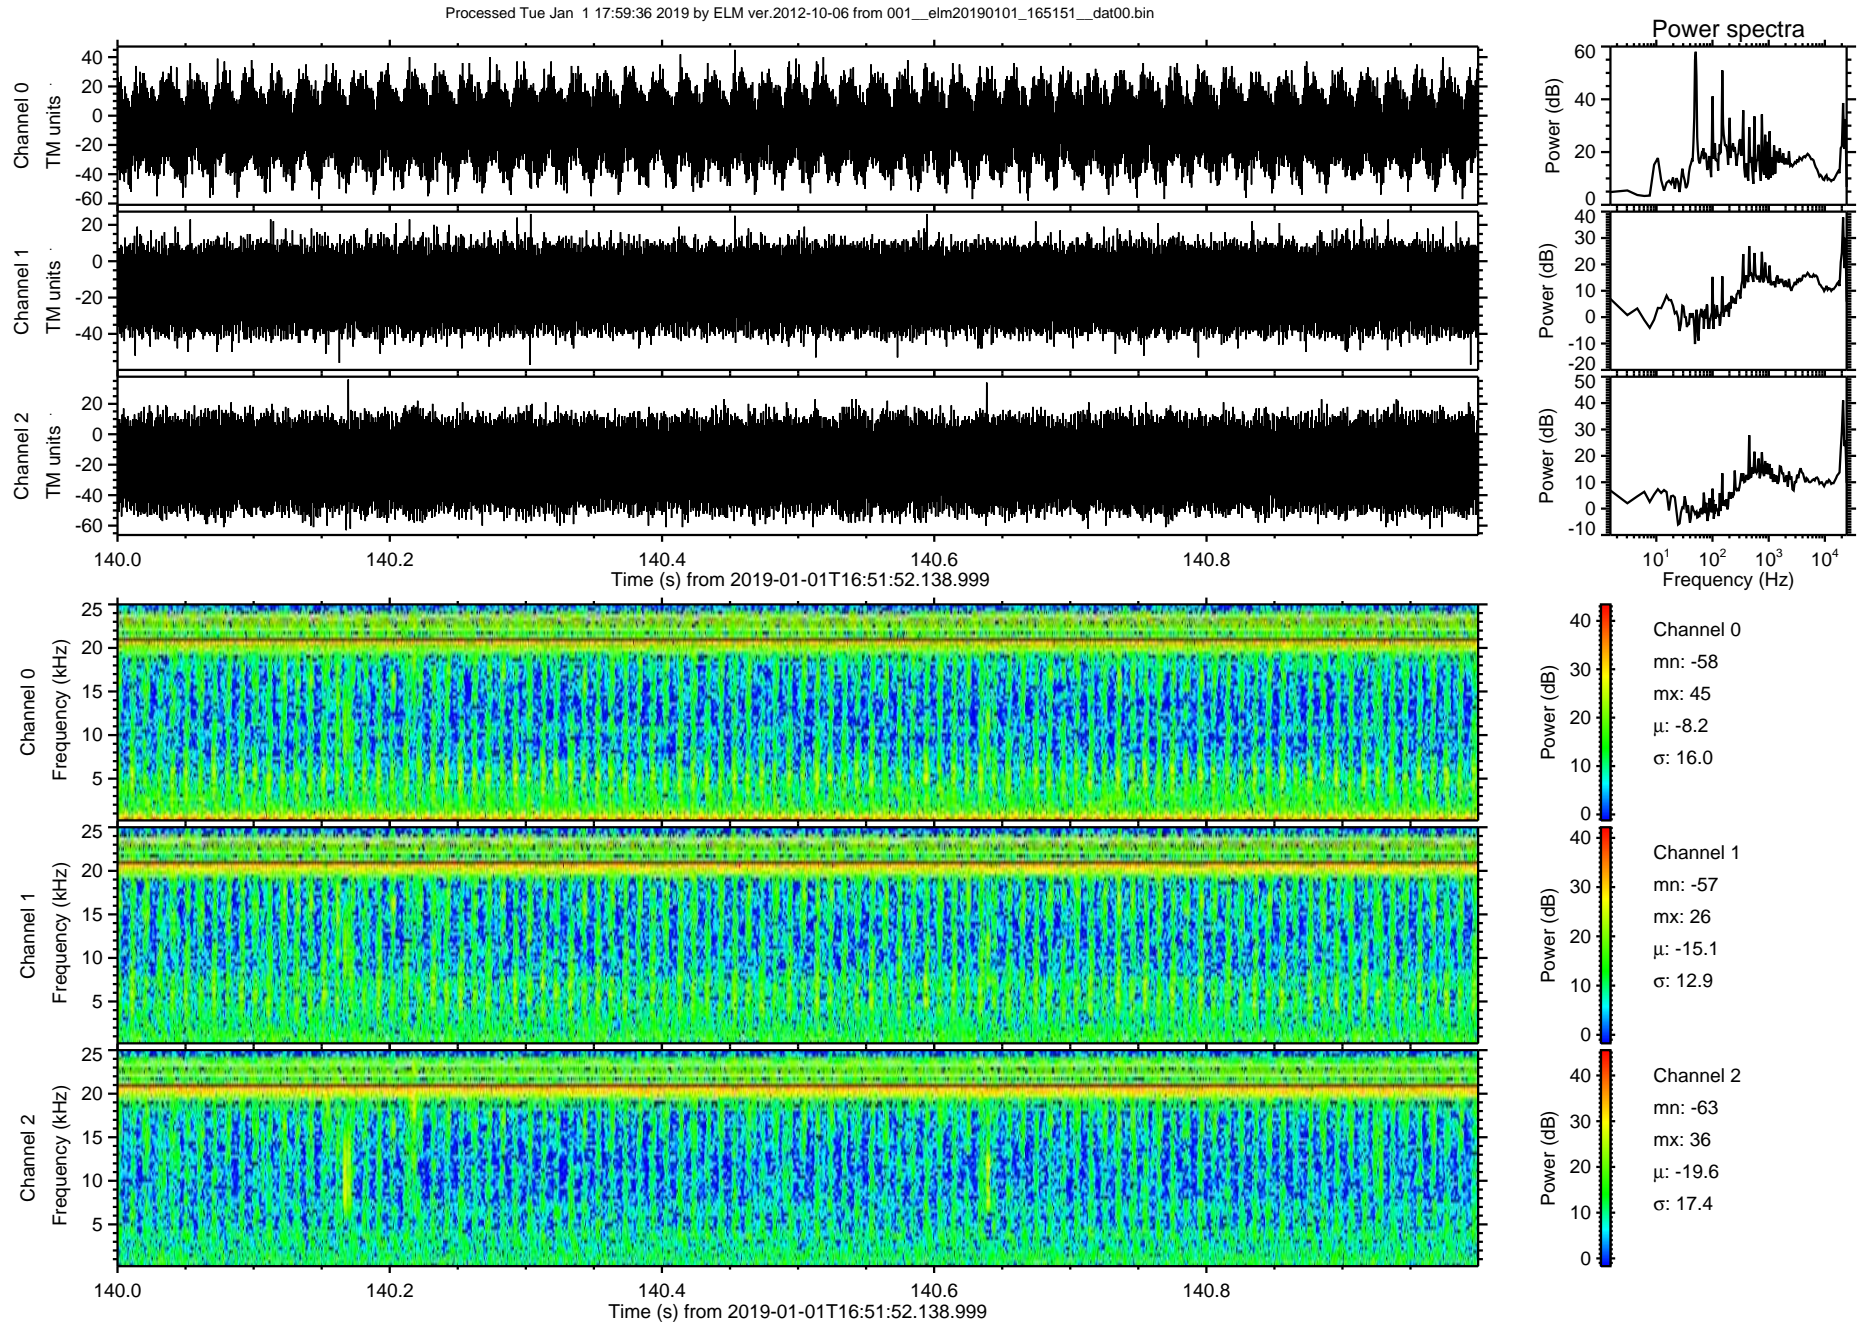 Processed Tue Jan  1 17:59:36 2019 by ELM ver.2012-10-06 from 001__elm20190101_165151__dat00.bin
Power spectra
Channel 0
TM units
40
20
0
-20
-40
-60
Power (dB)
60
40
20
0
Channel 1
TM units
20
0
-20
-40
Power (dB)
40
30
20
10
0
-10
-20
Channel 2
TM units
20
0
-20
-40
-60
Power (dB)
50
40
30
20
10
0
-10
140.0 140.2 140.4 140.6 140.8
Time (s) from 2019-01-01T16:51:52.138.999
10^1 10^2 10^3 10^4
Frequency (Hz)
Channel 0
Frequency (kHz)
25
20
15
10
5
Power (dB)
40
30
20
10
0
Channel 0
mn: -58
mx: 45
μ: -8.2
σ: 16.0
Channel 1
Frequency (kHz)
25
20
15
10
5
Power (dB)
40
30
20
10
0
Channel 1
mn: -57
mx: 26
μ: -15.1
σ: 12.9
Channel 2
Frequency (kHz)
25
20
15
10
5
Power (dB)
40
30
20
10
0
Channel 2
mn: -63
mx: 36
μ: -19.6
σ: 17.4
140.0 140.2 140.4 140.6 140.8
Time (s) from 2019-01-01T16:51:52.138.999